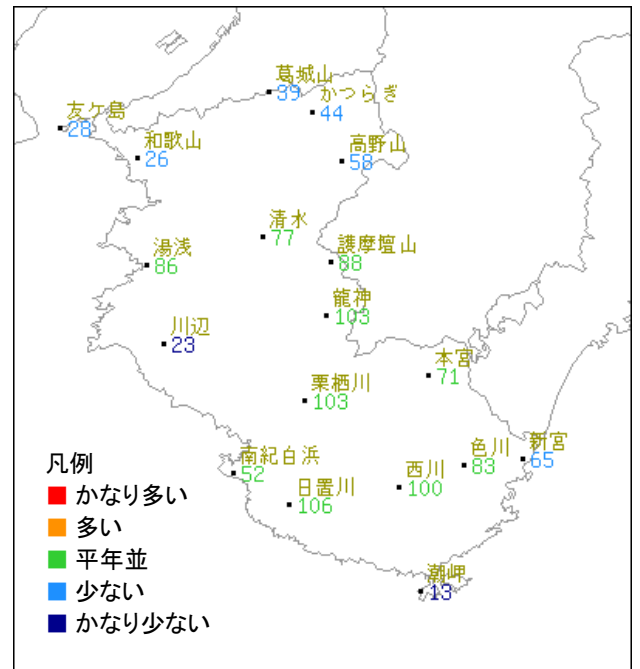 葛城山
39
かつらぎ
44
友ケ島
28
和歌山
26
高野山
58
清水
77
湯浅
86
護摩壇山
88
龍神
103
川辺
23
本宮
71
栗栖川
103
南紀白浜
52
日置川
106
西川
100
色川
83
新宮
65
潮岬
13
凡例
かなり多い
多い
平年並
少ない
かなり少ない